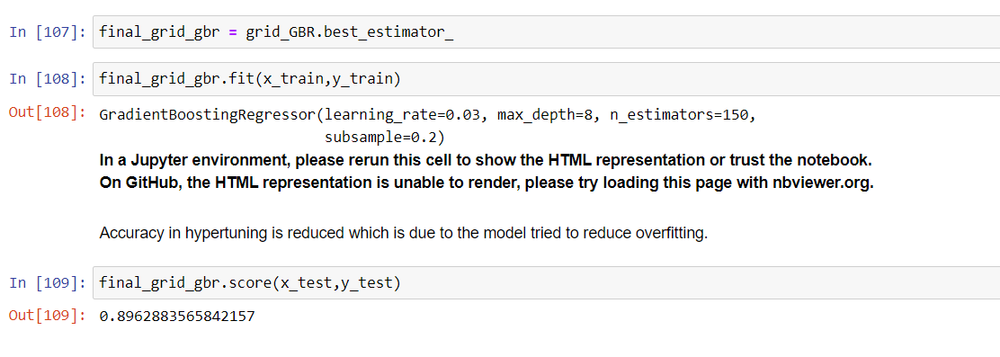 In [107]: final_grid_gbr = grid_GBR.best_estimator_
In [108]: final_grid_gbr.fit(x_train,y_train)
Out[108]: GradientBoostingRegressor(learning_rate=0.03, max_depth=8, n_estimators=150,
subsample=0.2)
In a Jupyter environment, please rerun this cell to show the HTML representation or trust the notebook.
On GitHub, the HTML representation is unable to render, please try loading this page with nbviewer.org.
Accuracy in hypertuning is reduced which is due to the model tried to reduce overfitting.
In [109]: final_grid_gbr.score(x_test,y_test)
Out[109]: 0.8962883565842157